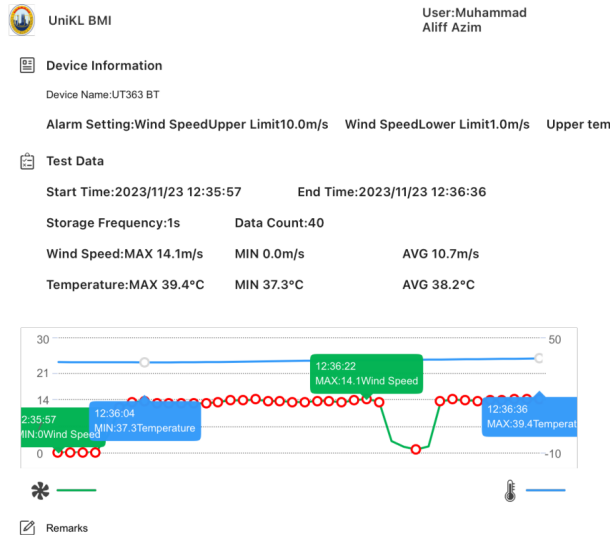 UniKL BMI
User:Muhammad
Aliff Azim
Device Information
Device Name:UT363 BT
Alarm Setting:Wind SpeedUpper Limit10.0m/s Wind SpeedLower Limit1.0m/s Upper tem
Test Data
Start Time:2023/11/23 12:35:57 End Time:2023/11/23 12:36:36
Storage Frequency:1s Data Count:40
Wind Speed:MAX 14.1m/s MIN 0.0m/s AVG 10.7m/s
Temperature:MAX 39.4°C MIN 37.3°C AVG 38.2°C
30
50
21
12:36:22
MAX:14.1Wind Speed
14
2:35:57
MIN:0Wind Speed
12:36:04
MIN:37.3Temperature
12:36:36
MAX:39.4Temperat
0
-10
Remarks